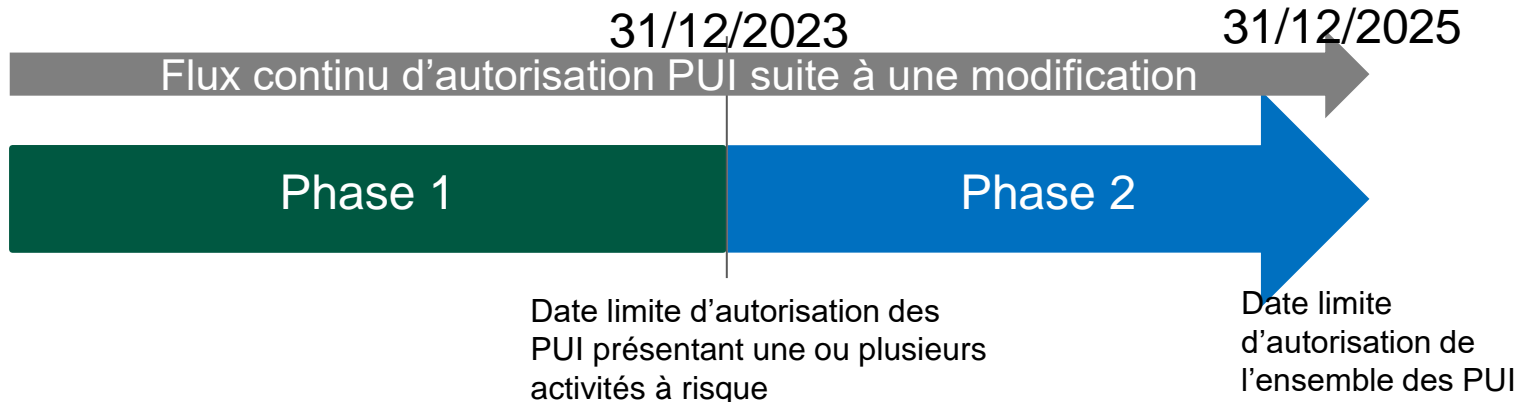 31/12/2023
31/12/2025
Flux continu d’autorisation PUI suite à une modification
Phase 1
Phase 2
Date limite d’autorisation des
PUI présentant une ou plusieurs
activités à risque
Date limite
d’autorisation de
l’ensemble des PUI